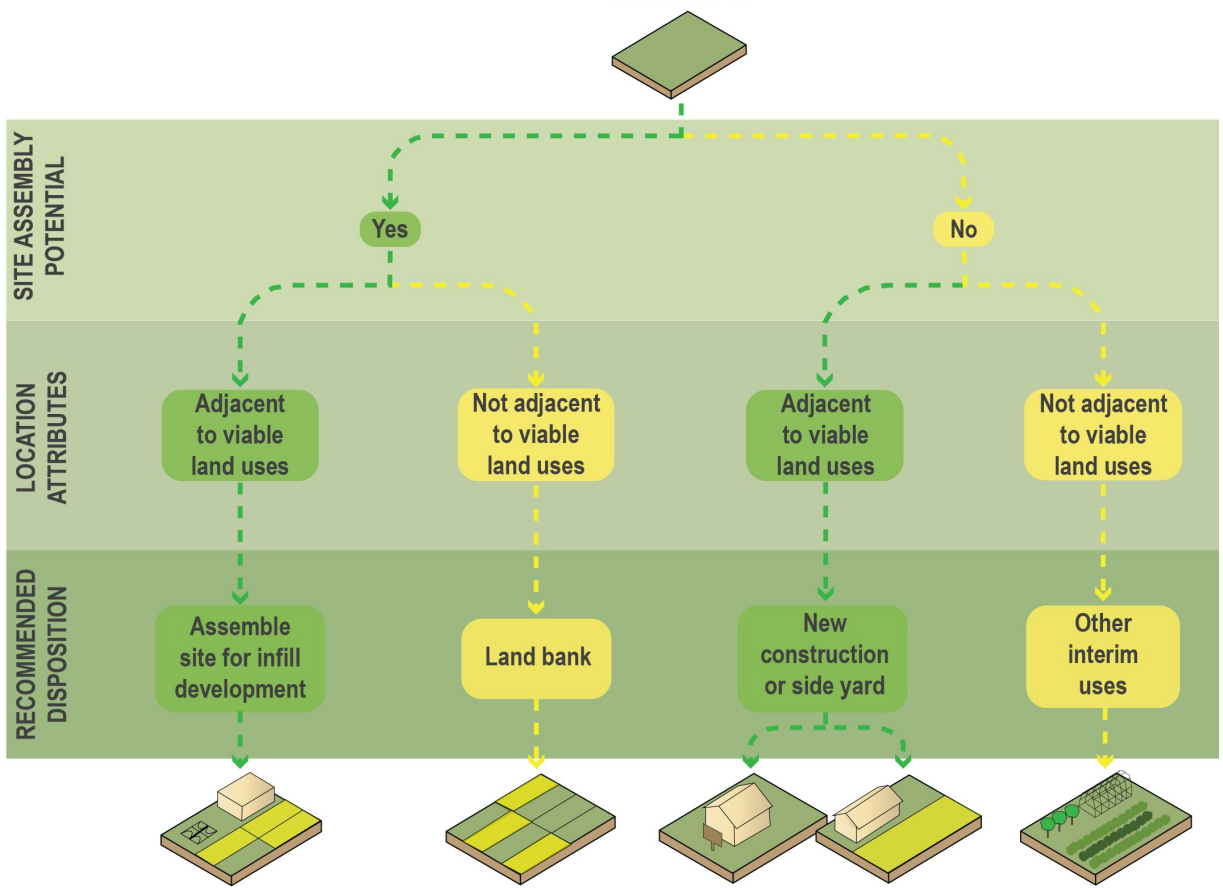 SITE ASSEMBLY
POTENTIAL
Yes
No
LOCATION
ATTRIBUTES
Adjacent
to viable
land uses
Not adjacent
to viable
land uses
Adjacent
to viable
land uses
Not adjacent
to viable
land uses
RECOMMENDED
DISPOSITION
Assemble
site for infill
development
Land bank
New
construction
or side yard
Other
interim
uses